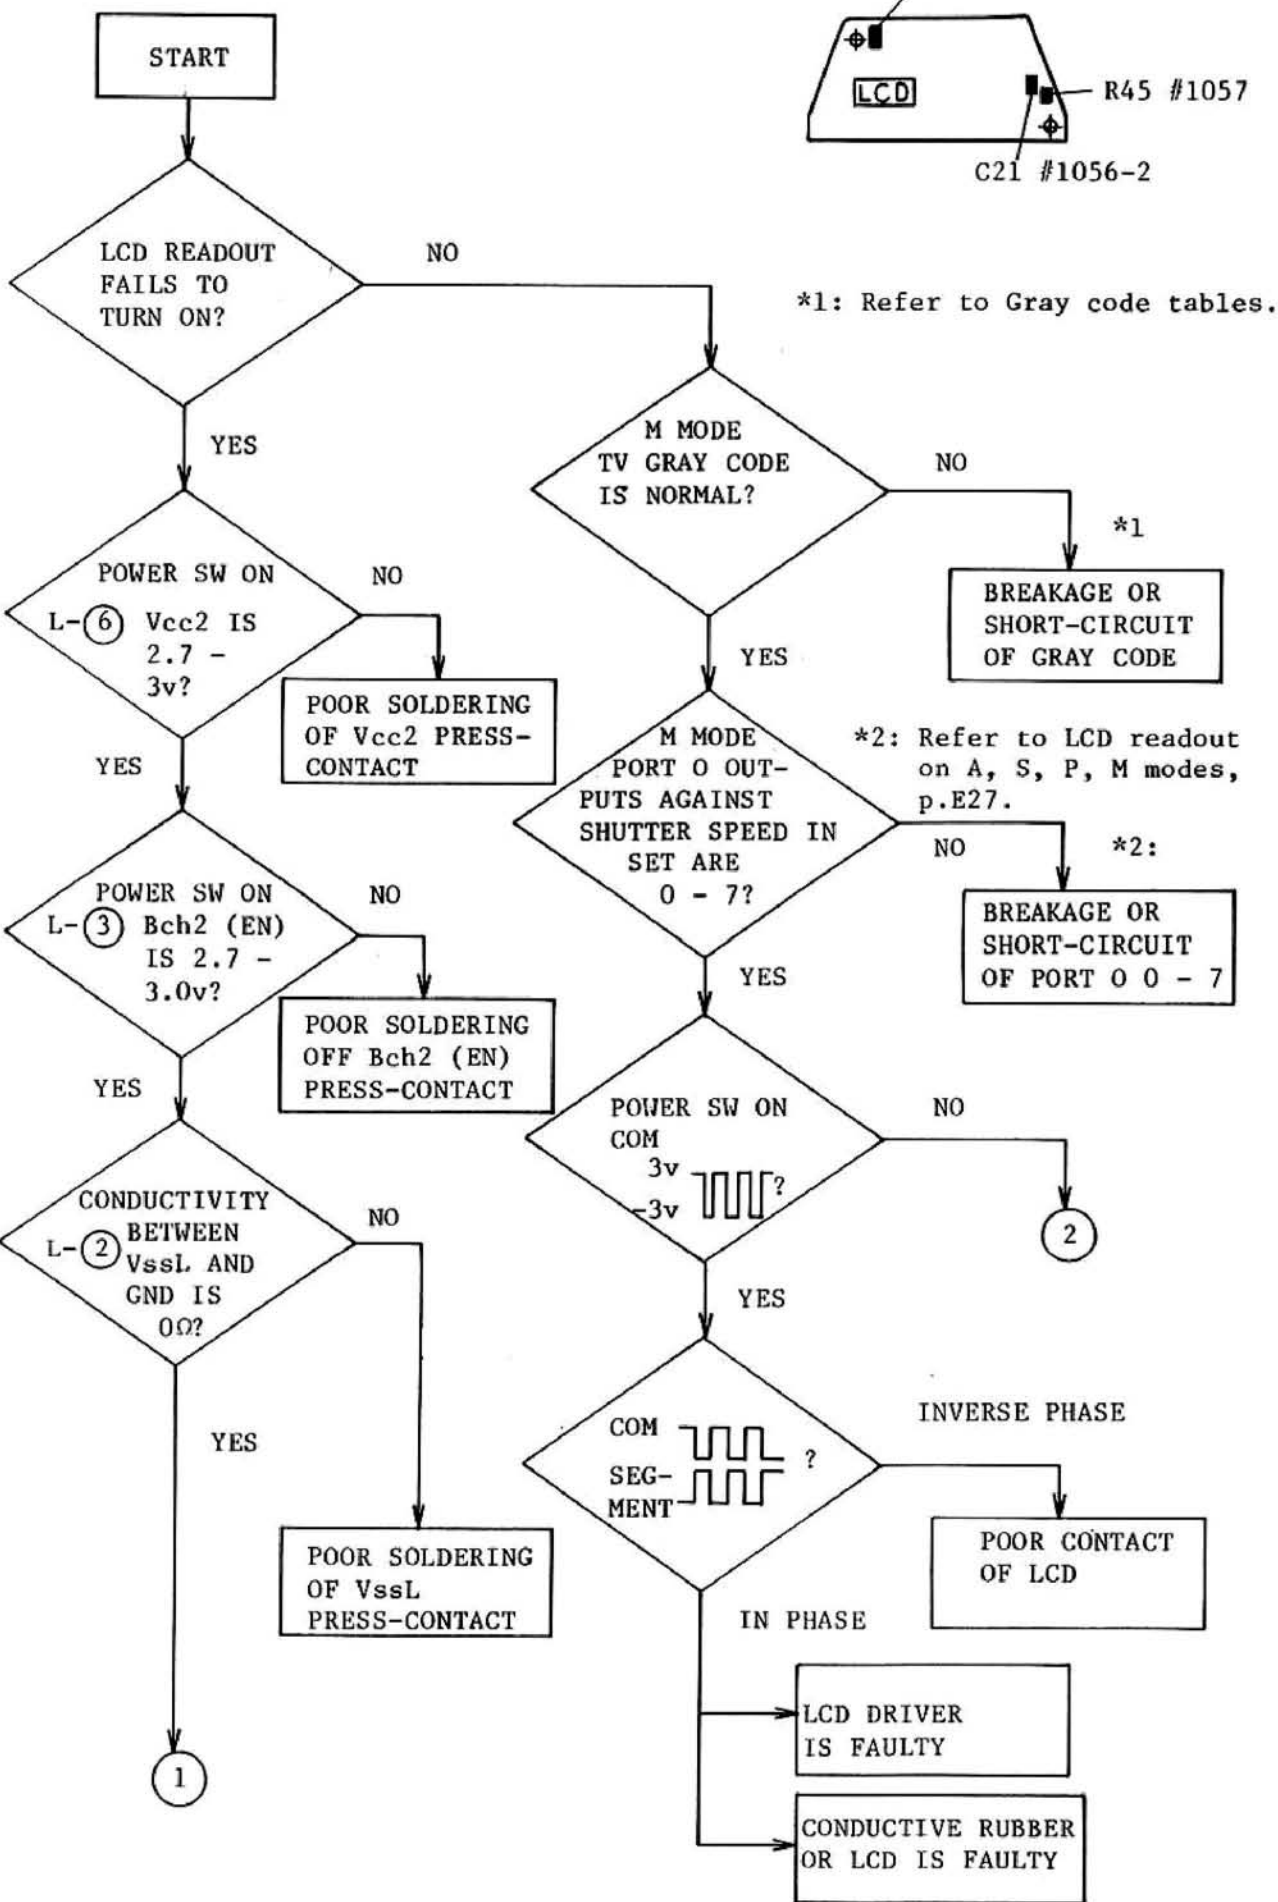 START
LCD
R45 #1057
C21 #1056-2
LCD READOUT
FAILS TO
TURN ON?
NO
*1: Refer to Gray code tables.
YES
M MODE
TV GRAY CODE
IS NORMAL?
NO
*1
BREAKAGE OR
SHORT-CIRCUIT
OF GRAY CODE
POWER SW ON
L-⑥ Vcc2 IS
2.7 -
3v?
NO
POOR SOLDERING
OF Vcc2 PRESS-
CONTACT
YES
YES
M MODE
PORT O OUT-
PUTS AGAINST
SHUTTER SPEED IN
SET ARE
0 - 7?
*2: Refer to LCD readout
on A, S, P, M modes,
p.E27.
NO
*2:
BREAKAGE OR
SHORT-CIRCUIT
OF PORT O 0 - 7
POWER SW ON
L-③ Bch2 (EN)
IS 2.7 -
3.0v?
NO
POOR SOLDERING
OFF Bch2 (EN)
PRESS-CONTACT
YES
YES
POWER SW ON
COM
3v
-3v
?
NO
2
CONDUCTIVITY
BETWEEN
L-② VssL AND
GND IS
0Ω?
NO
POOR SOLDERING
OF VssL
PRESS-CONTACT
YES
1
YES
COM
SEG-
MENT
?
INVERSE PHASE
POOR CONTACT
OF LCD
IN PHASE
LCD DRIVER
IS FAULTY
CONDUCTIVE RUBBER
OR LCD IS FAULTY